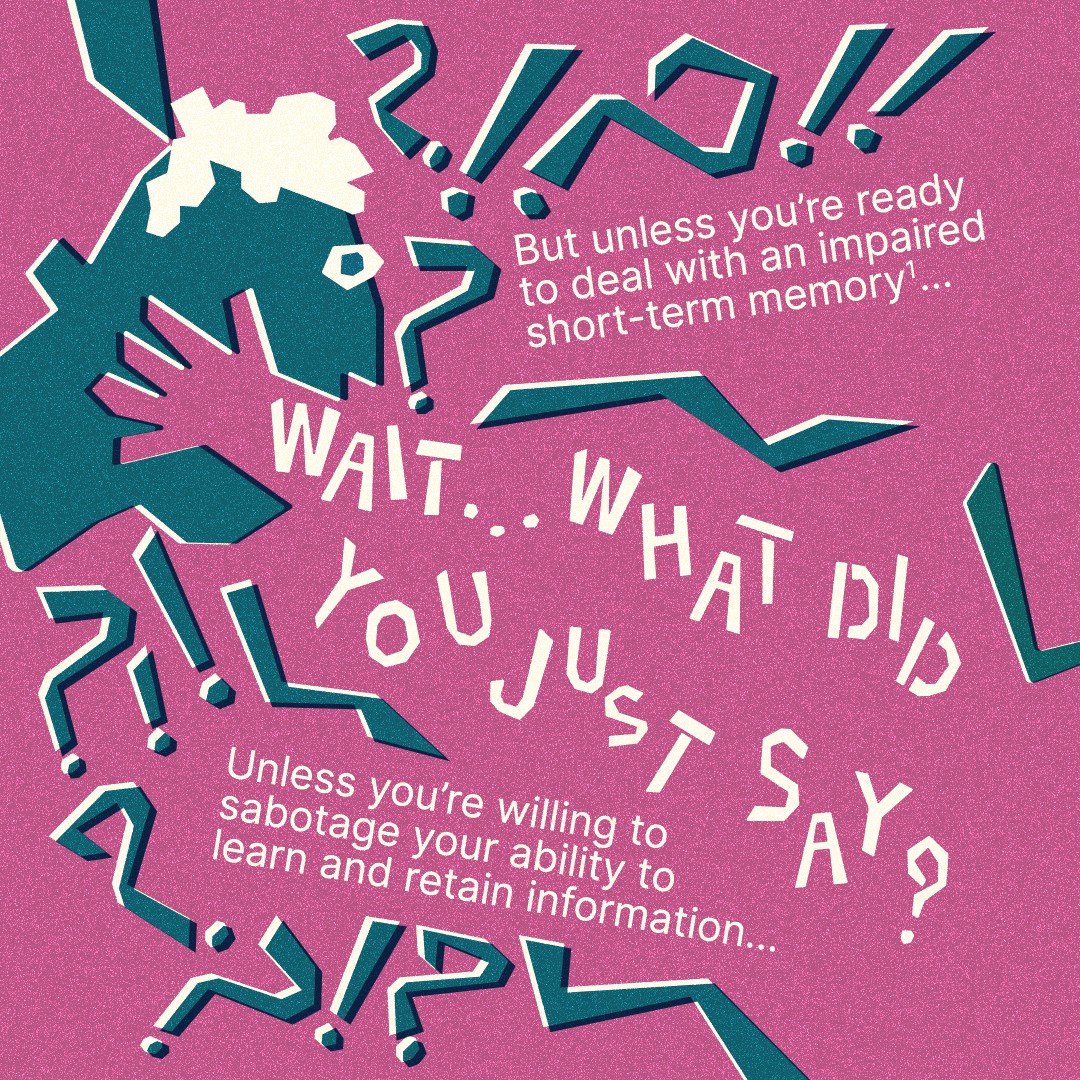 But unless you’re ready
to deal with an impaired
short-term memory¹...
WAIT... WHAT DID
YOU JUST SAY?
Unless you’re willing to
sabotage your ability to
learn and retain information...